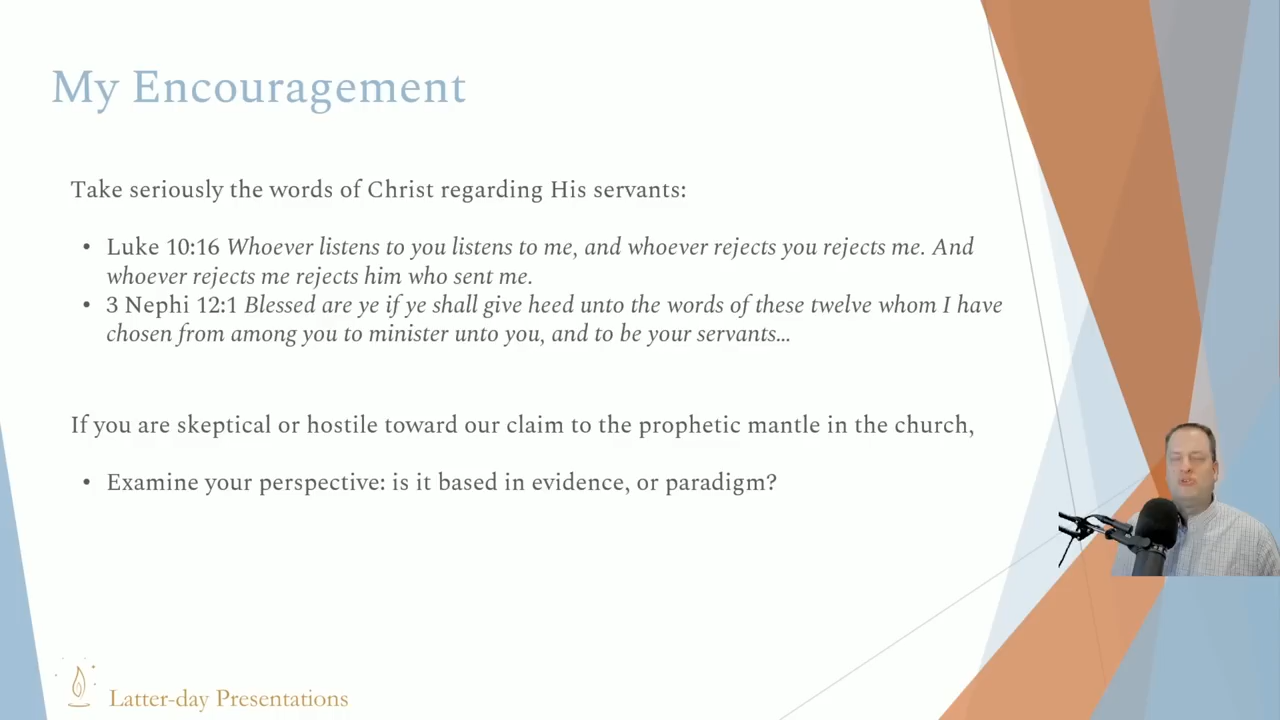 My Encouragement
Take seriously the words of Christ regarding His servants:
• Luke 10:16 Whoever listens to you listens to me, and whoever rejects you rejects me. And
whoever rejects me rejects him who sent me.
• 3 Nephi 12:1 Blessed are ye if ye shall give heed unto the words of these twelve whom I have
chosen from among you to minister unto you, and to be your servants...
If you are skeptical or hostile toward our claim to the prophetic mantle in the church,
• Examine your perspective: is it based in evidence, or paradigm?
Latter-day Presentations